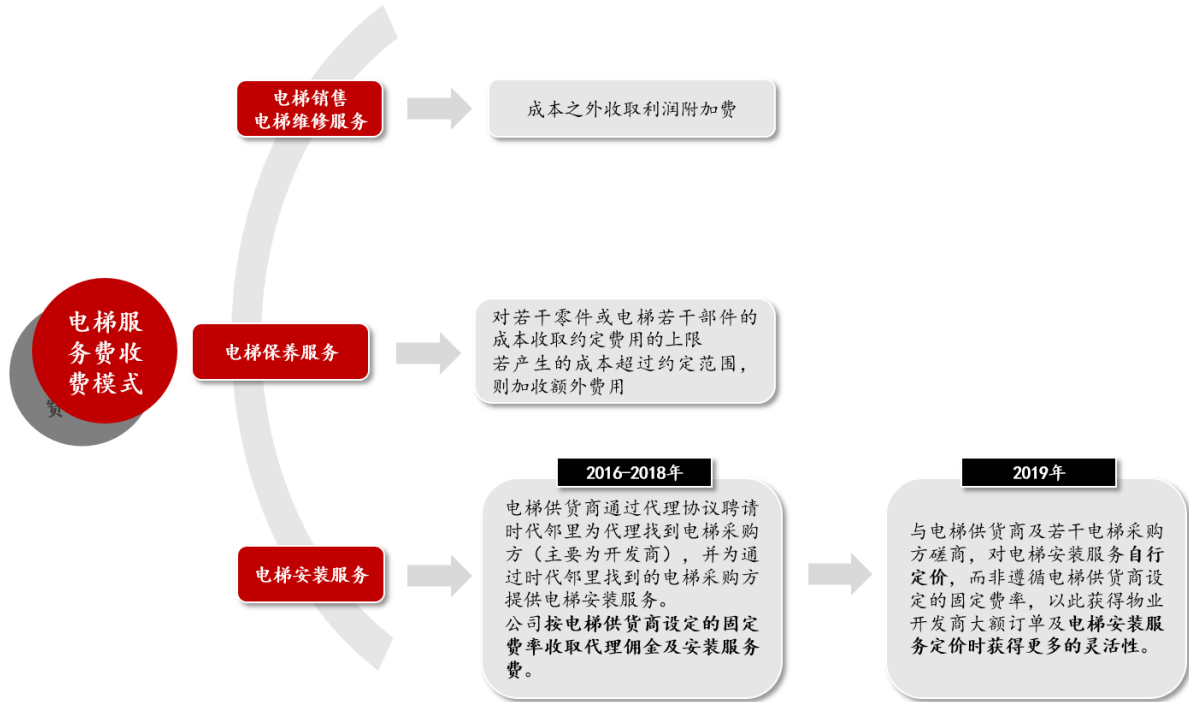 电梯服
务费收
费模式
费
电梯销售
电梯维修服务
成本之外收取利润附加费
电梯保养服务
对若干零件或电梯若干部件的
成本收取约定费用的上限
若产生的成本超过约定范围，
则加收额外费用
电梯安装服务
2016-2018年
电梯供货商通过代理协议聘请
时代邻里为代理找到电梯采购
方（主要为开发商），并为通
过时代邻里找到的电梯采购方
提供电梯安装服务。
公司按电梯供货商设定的固定
费率收取代理佣金及安装服务
费。
2019年
与电梯供货商及若干电梯采购
方磋商，对电梯安装服务自行
定价，而非遵循电梯供货商设
定的固定费率，以此获得物业
开发商大额订单及电梯安装服
务定价时获得更多的灵活性。